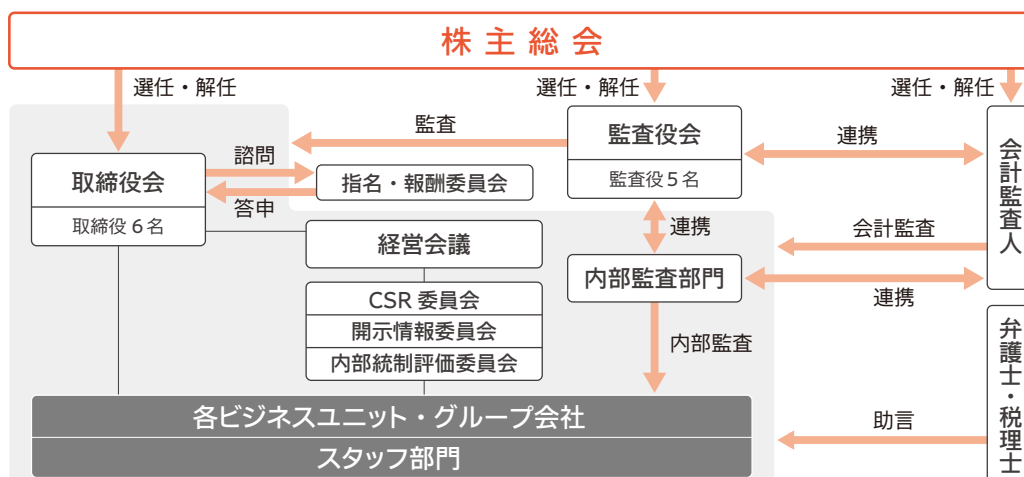 株主総会
選任・解任
選任・解任
選任・解任
監査
監査役会
監査役5名
連携
会計監査人
取締役会
取締役6名
諮問
答申
指名・報酬委員会
経営会議
連携
会計監査
内部監査部門
連携
CSR委員会
開示情報委員会
内部統制評価委員会
内部監査
弁護士・税理士
助言
各ビジネスユニット・グループ会社
スタッフ部門